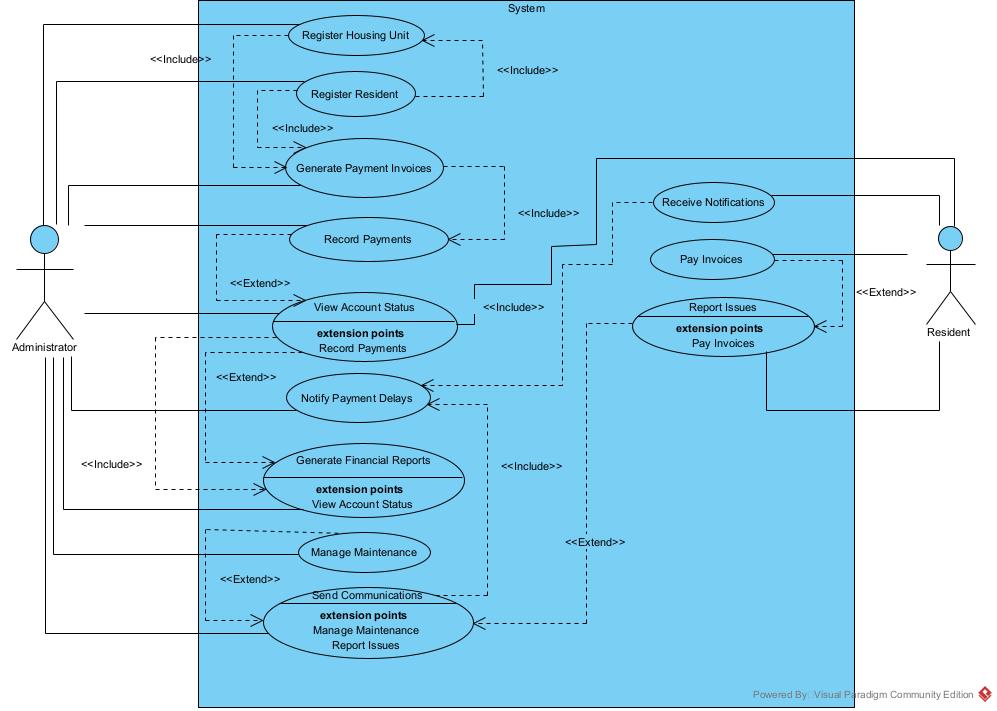 System
Register Housing Unit
<<Include>>
<<Include>>
Register Resident
<<Include>>
Generate Payment Invoices
Receive Notifications
<<Include>>
Record Payments
Pay Invoices
<<Extend>>
<<Extend>>
View Account Status
extension points
Record Payments
<<Include>>
Report Issues
extension points
Pay Invoices
Resident
Administrator
<<Extend>>
Notify Payment Delays
<<Include>>
Generate Financial Reports
extension points
View Account Status
<<Include>>
<<Extend>>
Manage Maintenance
<<Extend>>
Send Communications
extension points
Manage Maintenance
Report Issues
Powered By Visual Paradigm Community Edition